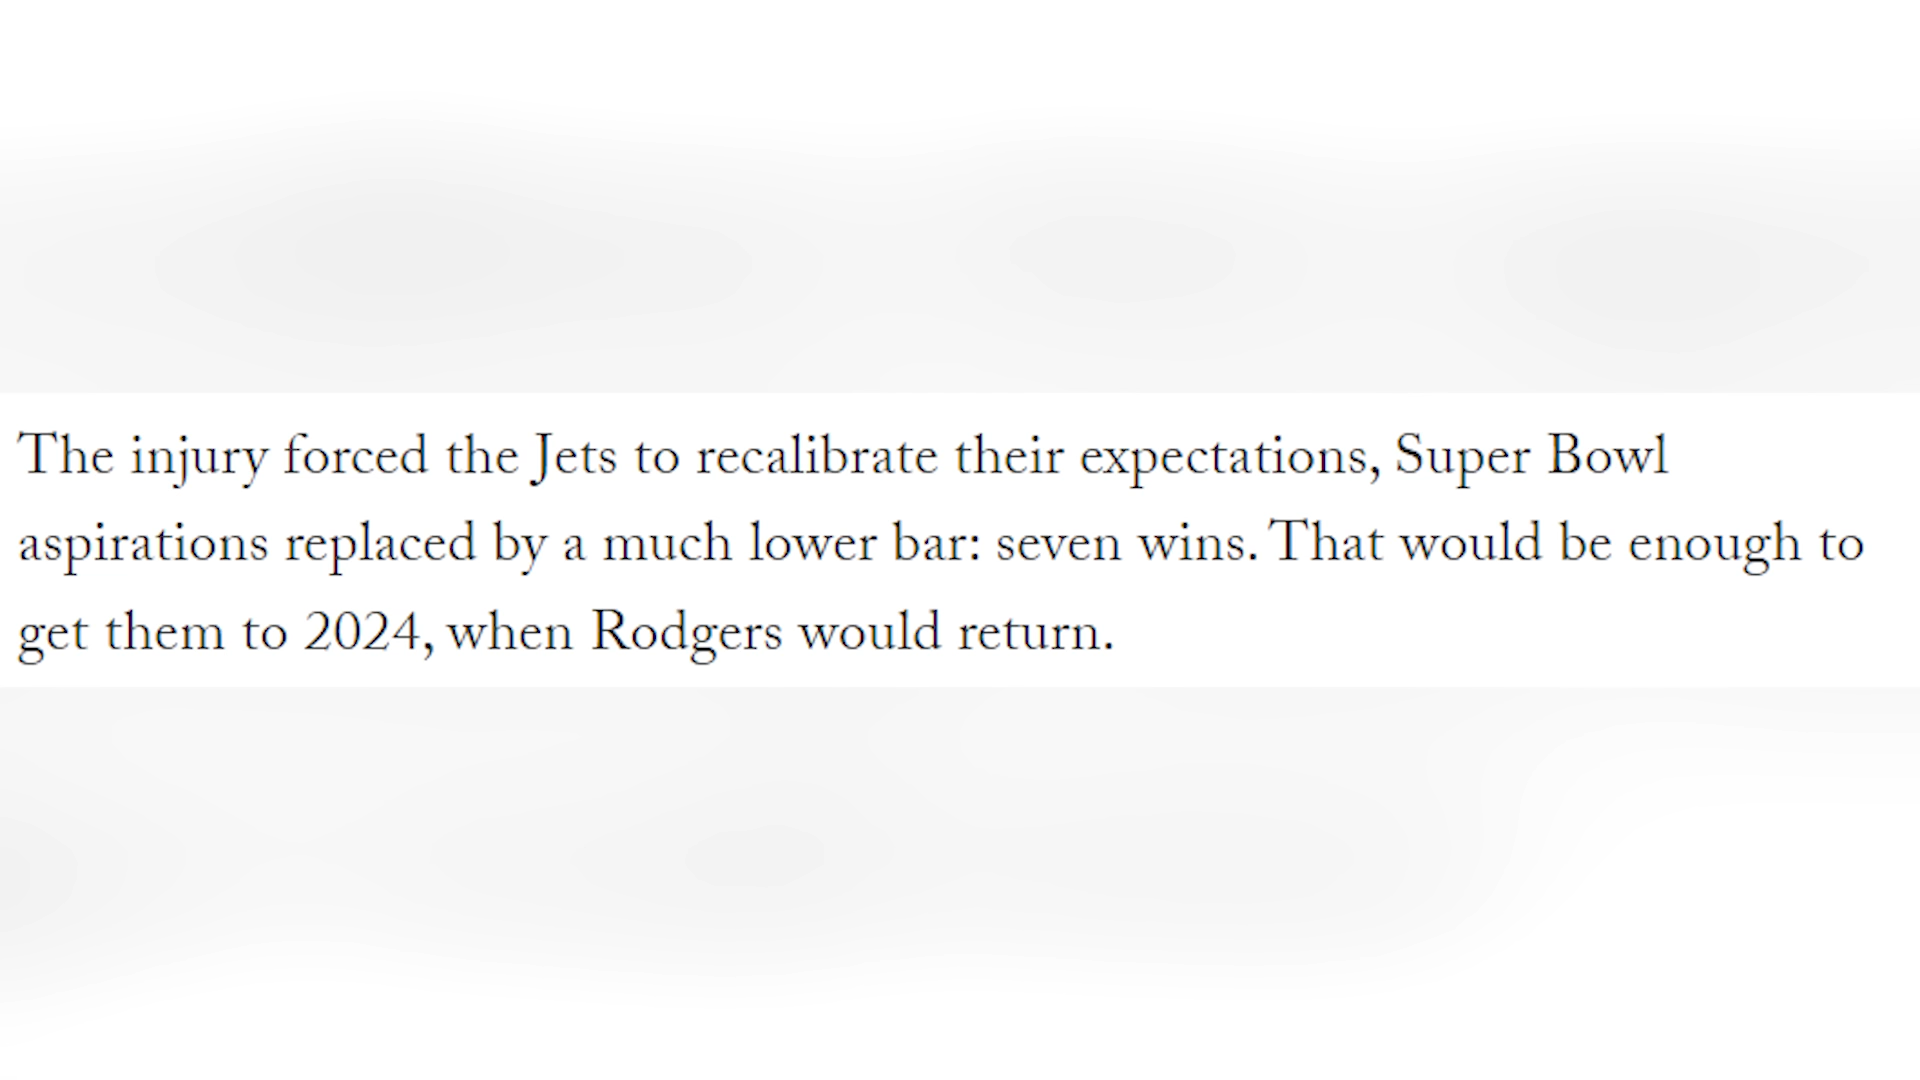 The injury forced the Jets to recalibrate their expectations, Super Bowl
aspirations replaced by a much lower bar: seven wins. That would be enough to
get them to 2024, when Rodgers would return.